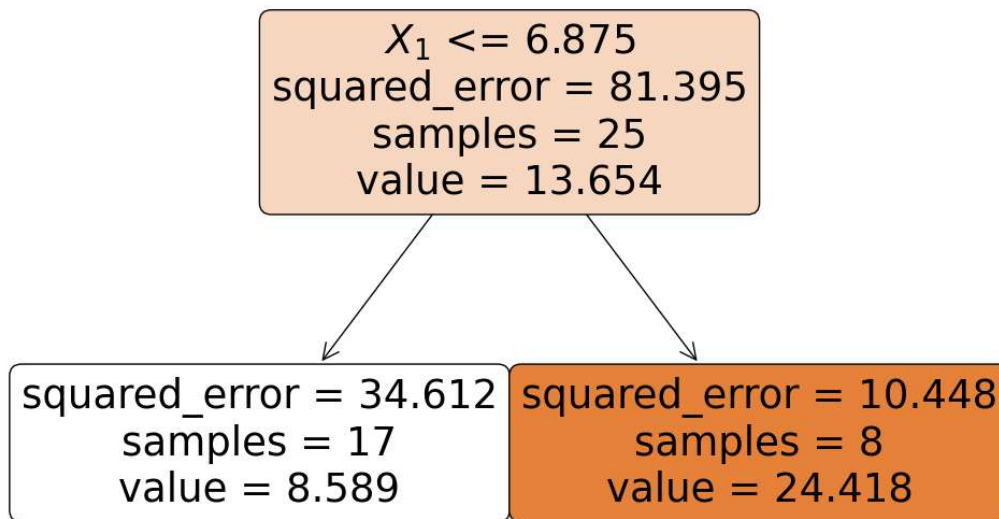 X₁ <= 6.875
squared_error = 81.395
samples = 25
value = 13.654
squared_error = 34.612
samples = 17
value = 8.589
squared_error = 10.448
samples = 8
value = 24.418